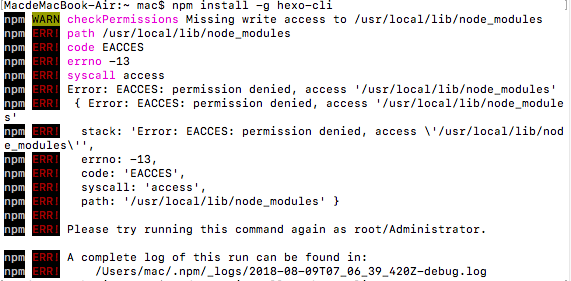 [MacdeMacBook-Air:~ mac$ npm install -g hexo-cli
npm WARN checkPermissions Missing write access to /usr/local/lib/node_modules
npm ERR! path /usr/local/lib/node_modules
npm ERR! code EACCES
npm ERR! errno -13
npm ERR! syscall access
npm ERR! Error: EACCES: permission denied, access '/usr/local/lib/node_modules'
npm ERR!  { Error: EACCES: permission denied, access '/usr/local/lib/node_module
s'
npm ERR!   stack: 'Error: EACCES: permission denied, access \'/usr/local/lib/nod
e_modules\'',
npm ERR!   errno: -13,
npm ERR!   code: 'EACCES',
npm ERR!   syscall: 'access',
npm ERR!   path: '/usr/local/lib/node_modules' }
npm ERR!
npm ERR! Please try running this command again as root/Administrator.
npm ERR! A complete log of this run can be found in:
npm ERR!     /Users/mac/.npm/_logs/2018-08-09T07_06_39_420Z-debug.log